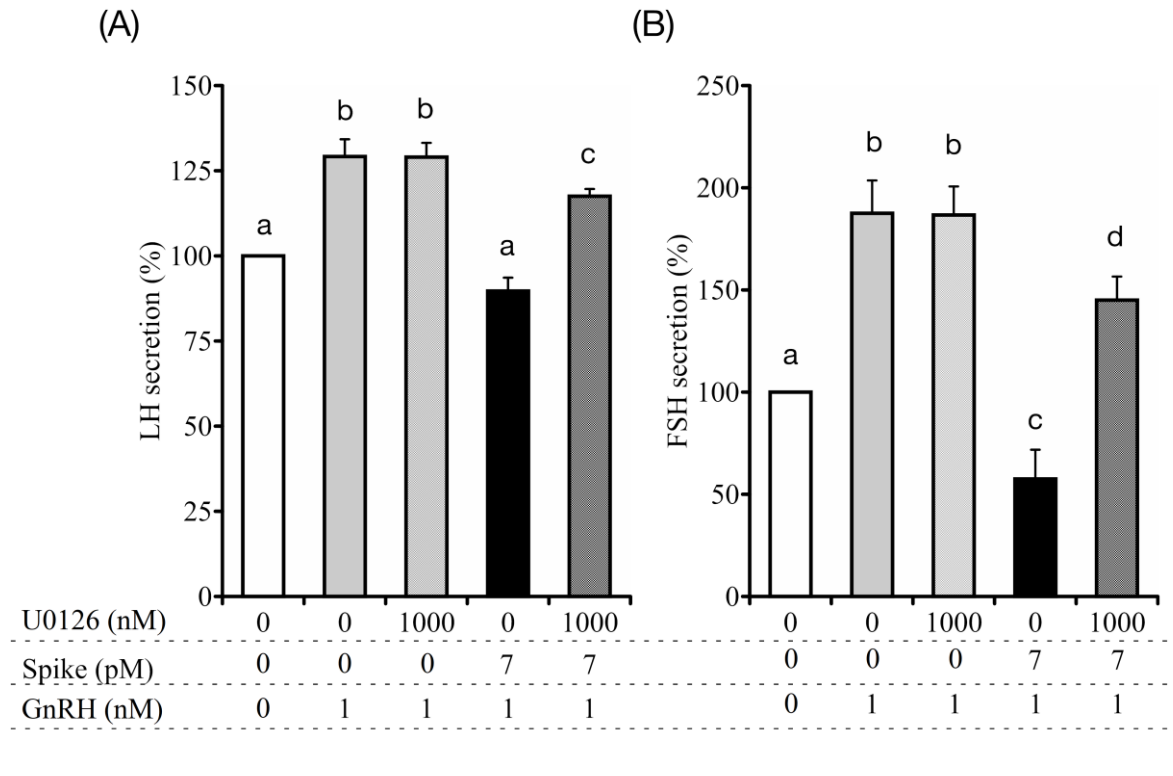 (A) (B)
150 250
b b b b
125 c 200
a a d
100 150
a
75 100
c
50 50
25
0 0
LH secretion (%) FSH secretion (%)
U0126 (nM) 0 0 1000 0 1000 0 0 1000 0 1000
Spike (pM) 0 0 0 7 7 0 0 0 7 7
GnRH (nM) 0 1 1 1 1 0 1 1 1 1